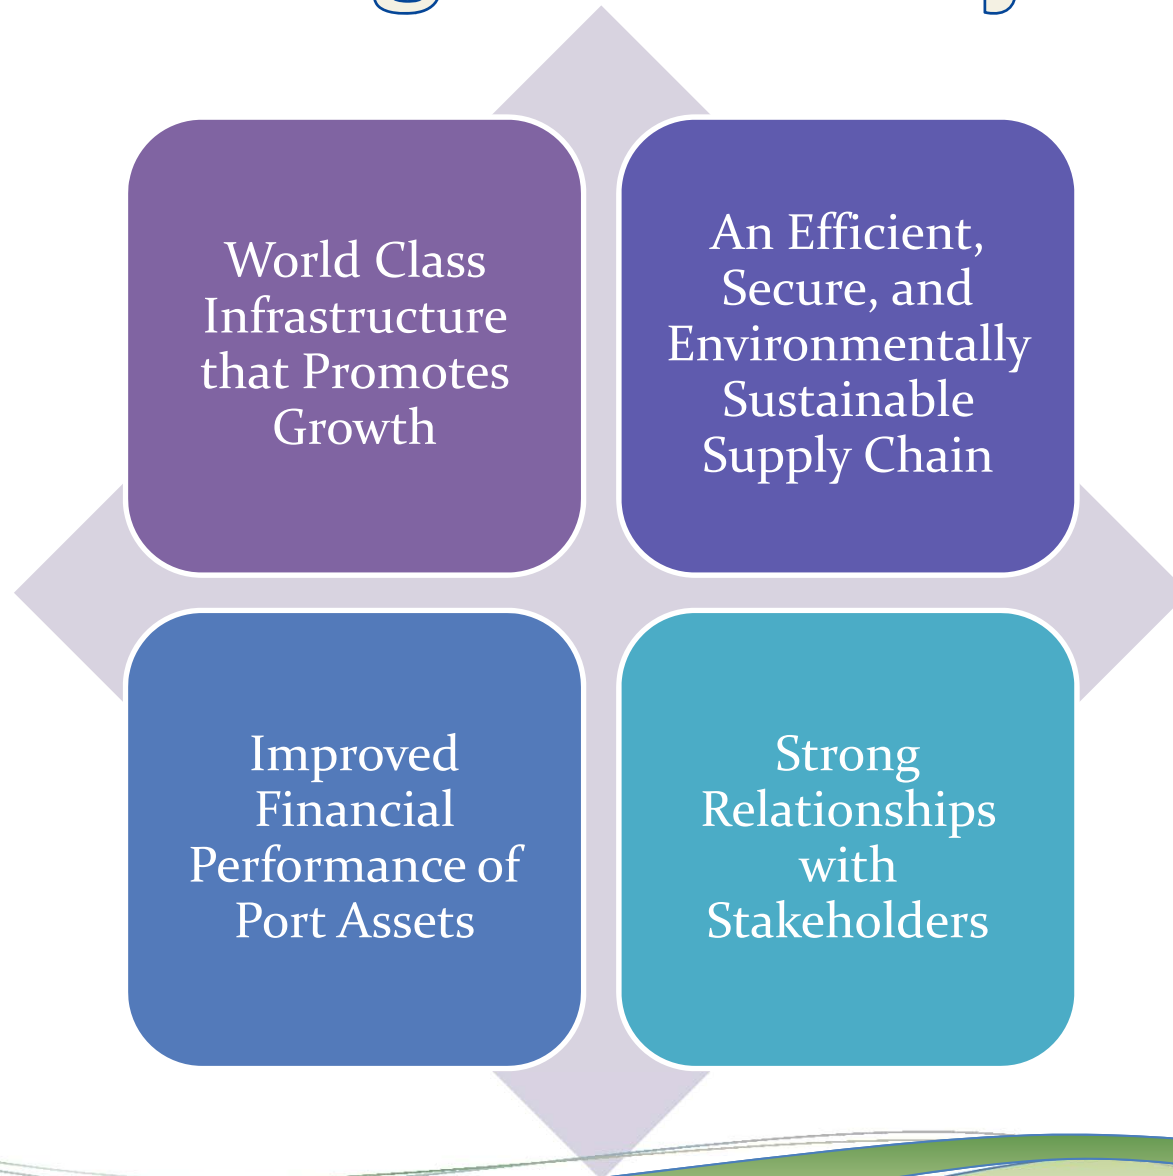 World Class
Infrastructure
that Promotes
Growth
An Efficient,
Secure, and
Environmentally
Sustainable
Supply Chain
Improved
Financial
Performance of
Port Assets
Strong
Relationships
with
Stakeholders